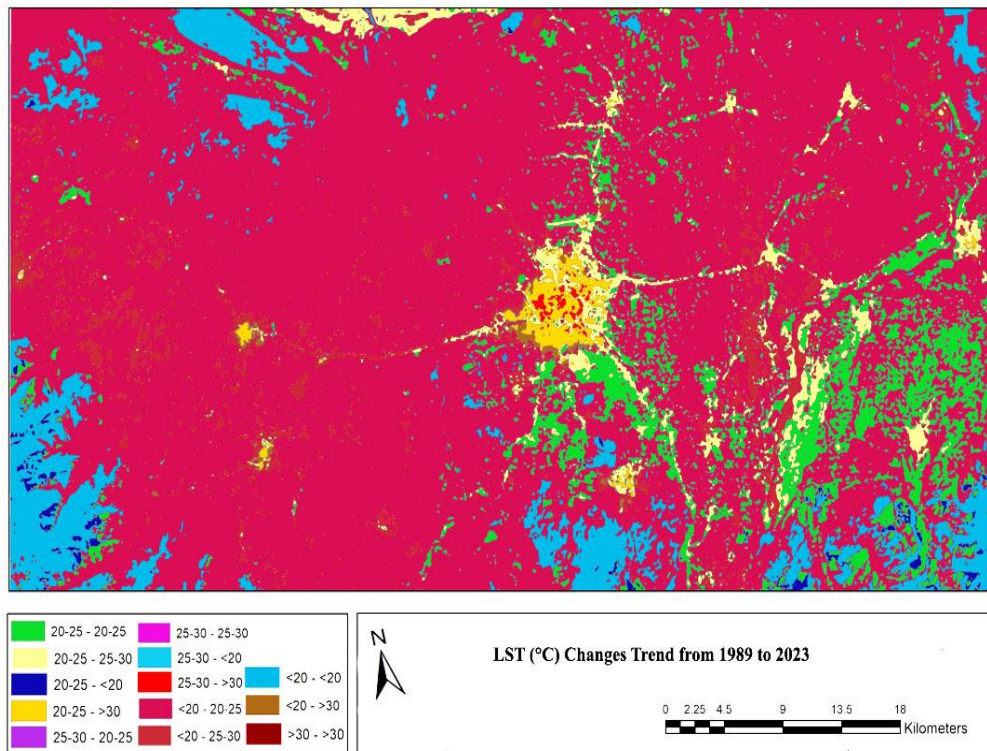 20-25 - 20-25
20-25 - 25-30
20-25 - <20
20-25 - >30
25-30 - 20-25
25-30 - 25-30
25-30 - <20
25-30 - >30
<20 - 20-25
<20 - 25-30
<20 - <20
<20 - >30
>30 - >30
N
LST (°C) Changes Trend from 1989 to 2023
0 2.25 4.5 9 13.5 18
Kilometers